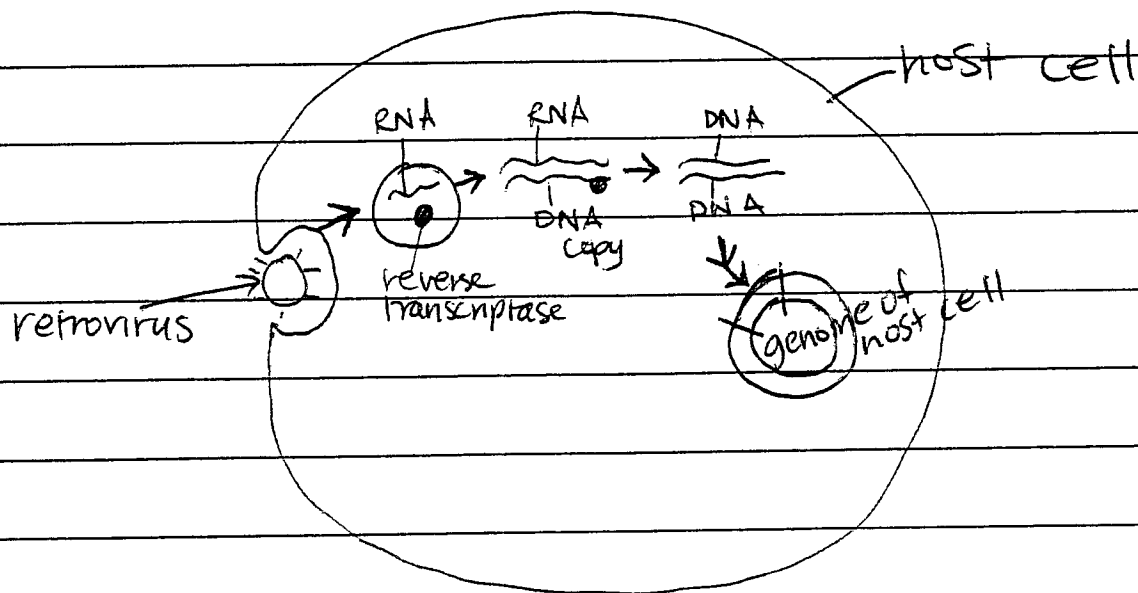 host cell
RNA
RNA
DNA
DNA
copy
DNA
reverse
transcriptase
retrovirus
genome of
host cell